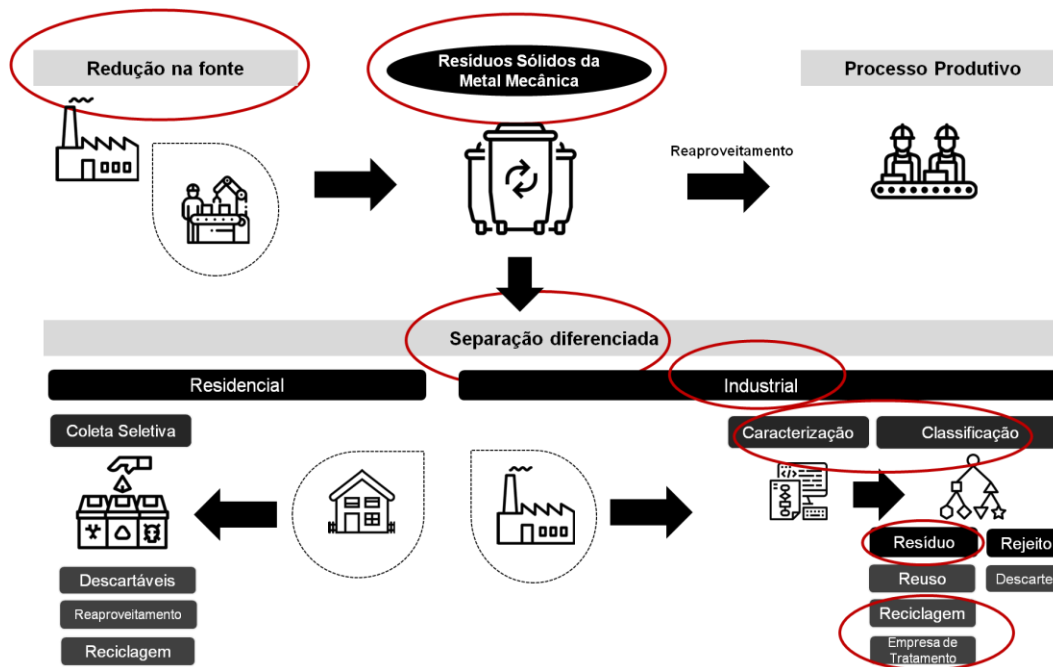 Redução na fonte
Resíduos Sólidos da
Metal Mecânica
Processo Produtivo
Reaproveitamento
Separação diferenciada
Residencial
Industrial
Coleta Seletiva
Caracterização
Classificação
Resíduo
Rejeito
Descartáveis
Reuso
Descarte
Reaproveitamento
Reciclagem
Reciclagem
Empresa de
Tratamento